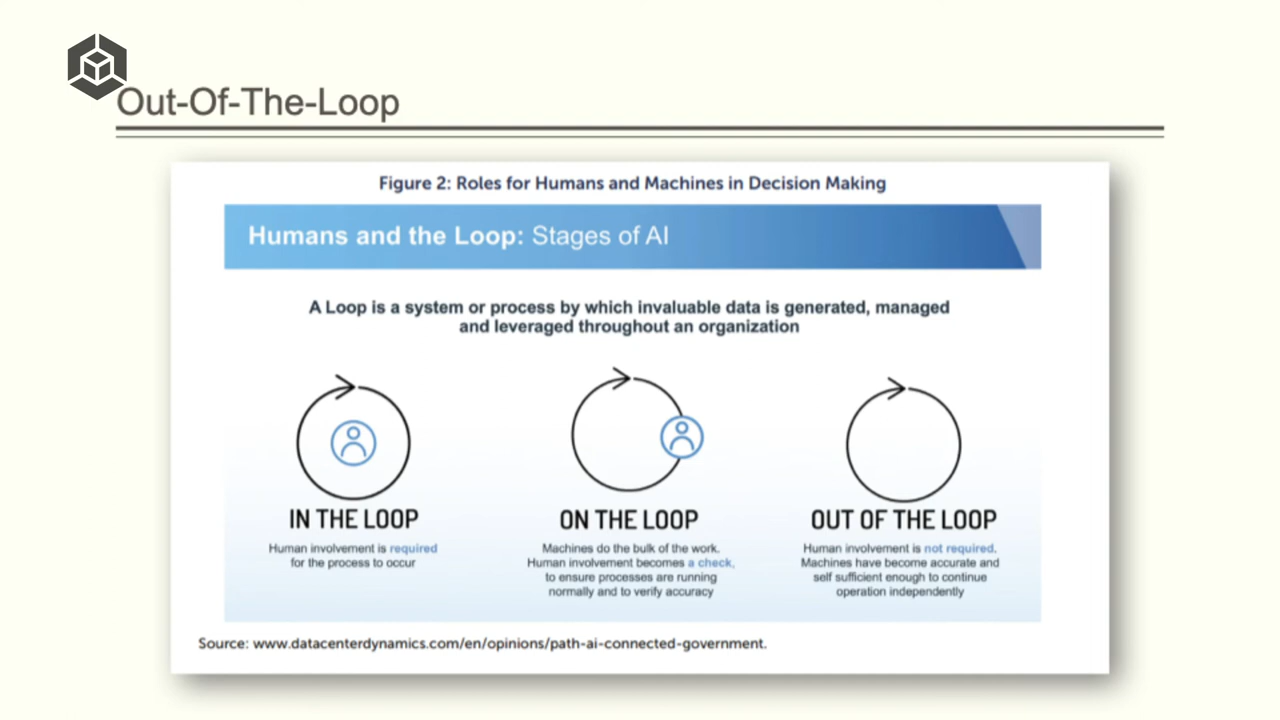 Out-Of-The-Loop
Figure 2: Roles for Humans and Machines in Decision Making
Humans and the Loop: Stages of AI
A Loop is a system or process by which invaluable data is generated, managed
and leveraged throughout an organization
IN THE LOOP
Human involvement is required
for the process to occur
ON THE LOOP
Machines do the bulk of the work.
Human involvement becomes a check,
to ensure processes are running
normally and to verify accuracy
OUT OF THE LOOP
Human involvement is not required.
Machines have become accurate and
self sufficient enough to continue
operation independently
Source: www.datacenterdynamics.com/en/opinions/path-ai-connected-government.